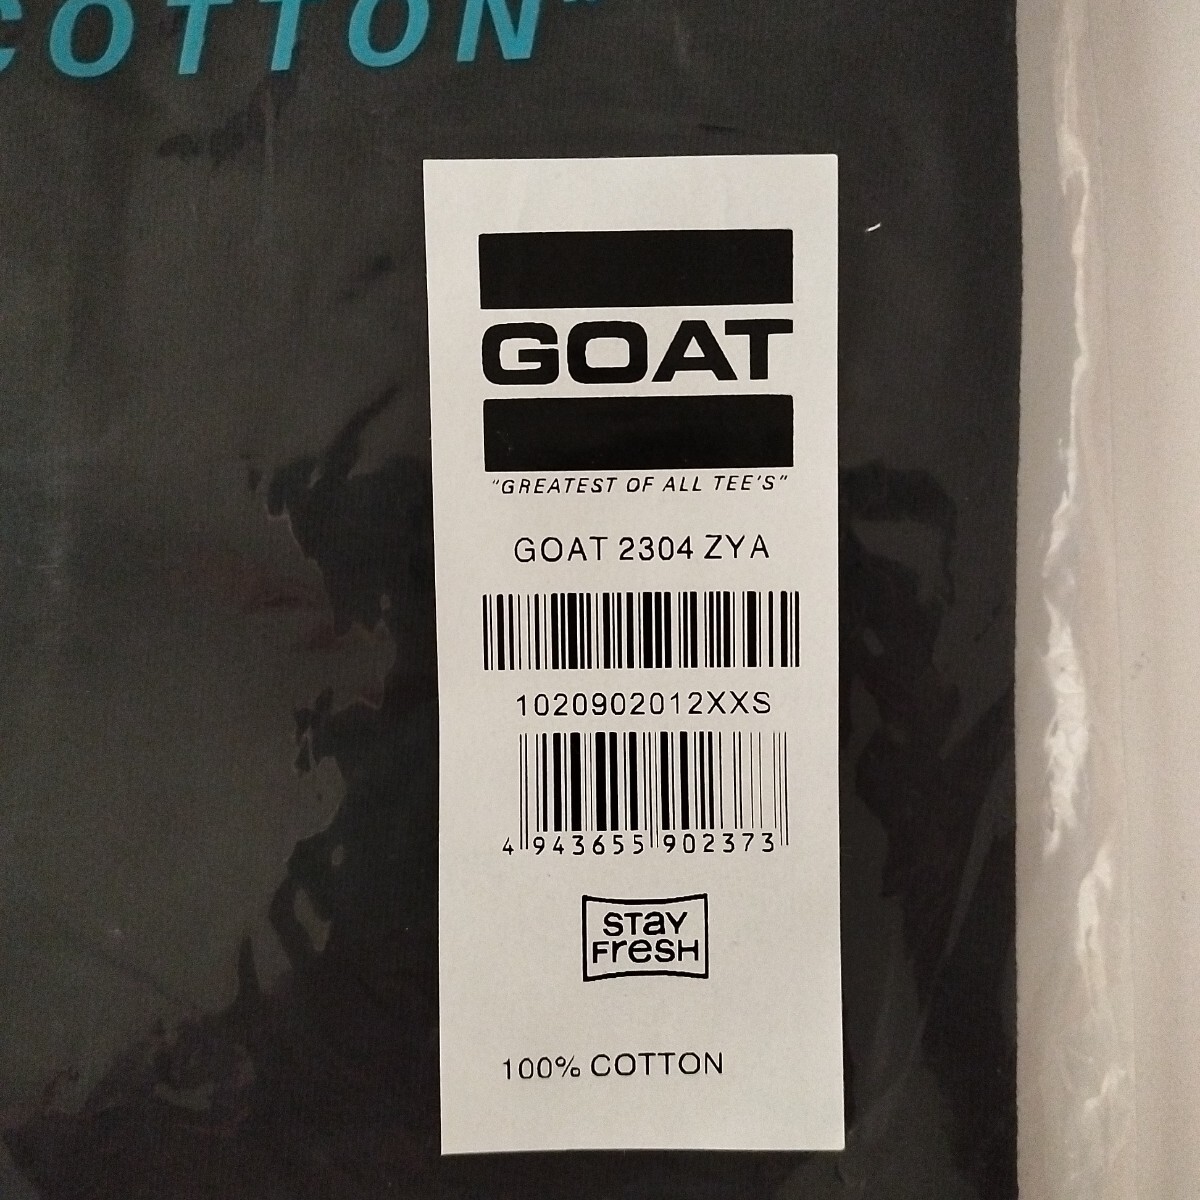 COTTON"
GOAT
"GREATEST OF ALL TEE'S"
GOAT 2304 ZYA
1020902012XXS
4 943655 902373
STAY
FRESH
100% COTTON